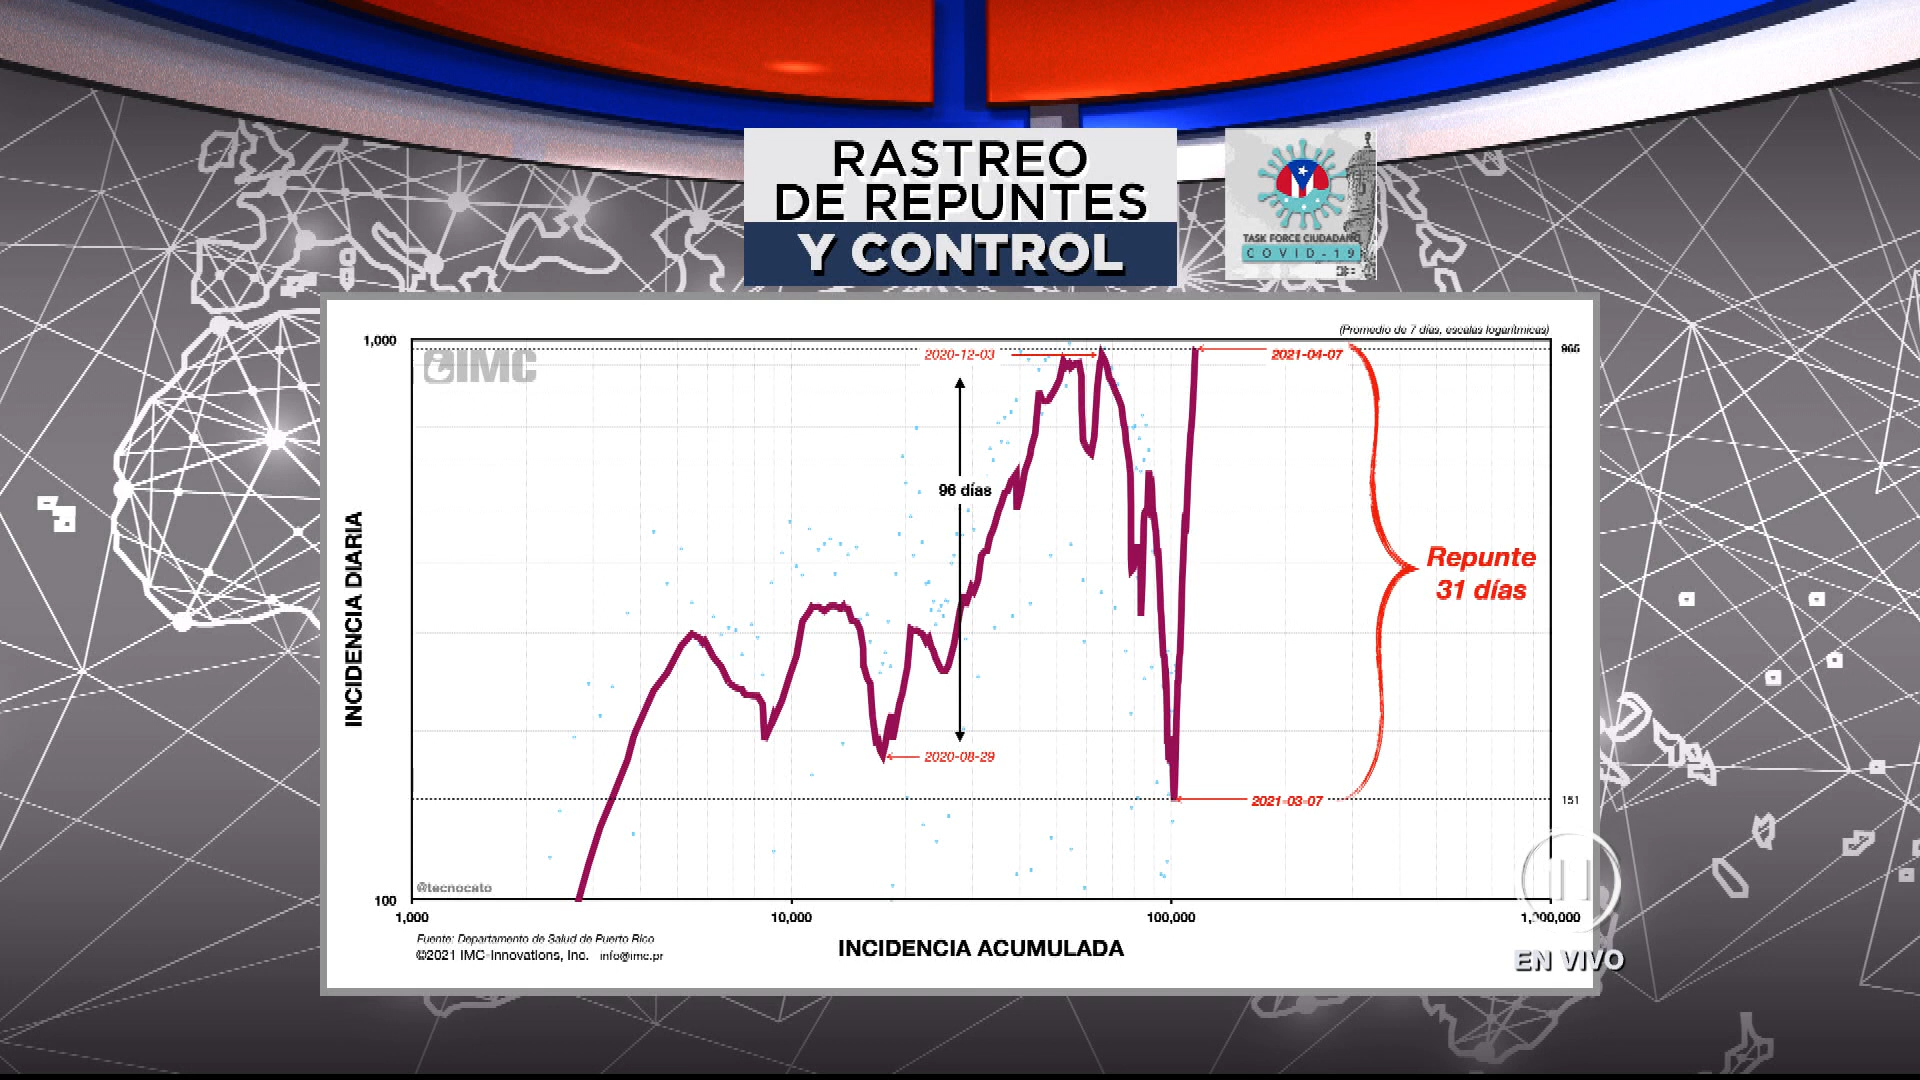 RASTREO
DE REPUNTES
Y CONTROL
TASK FORCE CIUDADANO
COVID-19
(Promedio de 7 días, escalas logarítmicas)
1,000
IMC
2020-12-03
2021-04-07
965
96 días
Repunte
31 días
INCIDENCIA DIARIA
2020-08-29
2021-03-07
151
@tecnocato
100
1,000
10,000
100,000
1,000,000
Fuente: Departamento de Salud de Puerto Rico
©2021 IMC-Innovations, Inc. info@imc.pr
INCIDENCIA ACUMULADA
EN VIVO